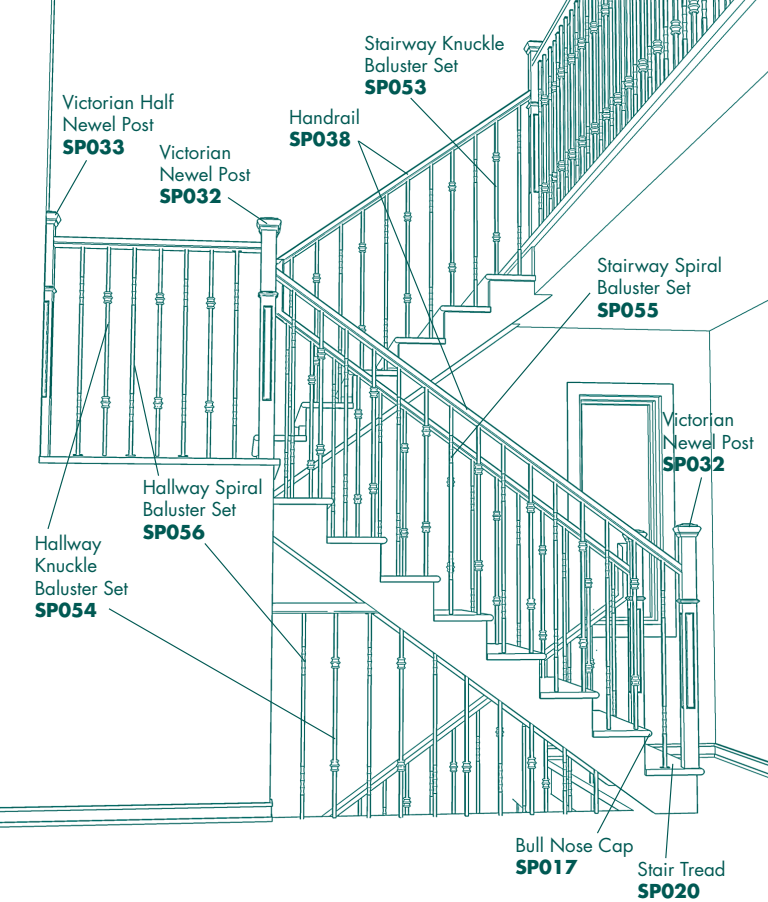 Stairway Knuckle
Baluster Set
SP053
Victorian Half
Newel Post
SP033
Handrail
SP038
Victorian
Newel Post
SP032
Stairway Spiral
Baluster Set
SP055
Victorian
Newel Post
SP032
Hallway Spiral
Baluster Set
SP056
Hallway
Knuckle
Baluster Set
SP054
Bull Nose Cap
SP017
Stair Tread
SP020